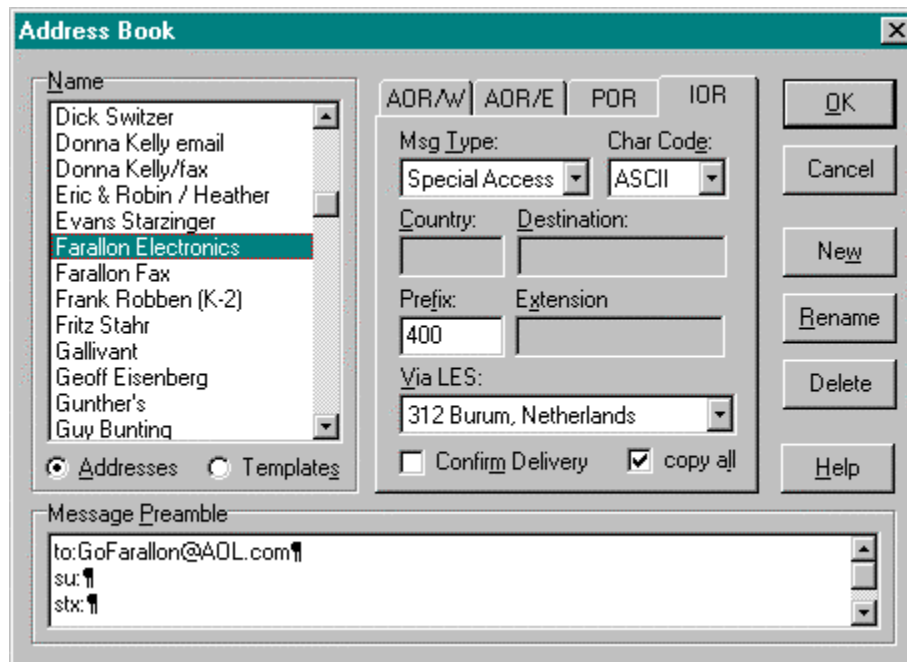 Address Book
Name
Dick Switzer
Donna Kelly email
Donna Kelly/fax
Eric & Robin / Heather
Evans Starzinger
Farallon Electronics
Farallon Fax
Frank Robben (K-2)
Fritz Stahr
Gallivant
Geoff Eisenberg
Gunther's
Guy Bunting
Addresses Templates
AOR/W AOR/E POR IOR
Msg Type: Char Code:
Special Access ASCII
Country: Destination:
Prefix: Extension
400
Via LES:
312 Burum, Netherlands
Confirm Delivery copy all
OK
Cancel
New
Rename
Delete
Help
Message Preamble
to:GoFarallon@AOL.com¶
su:¶
stx:¶